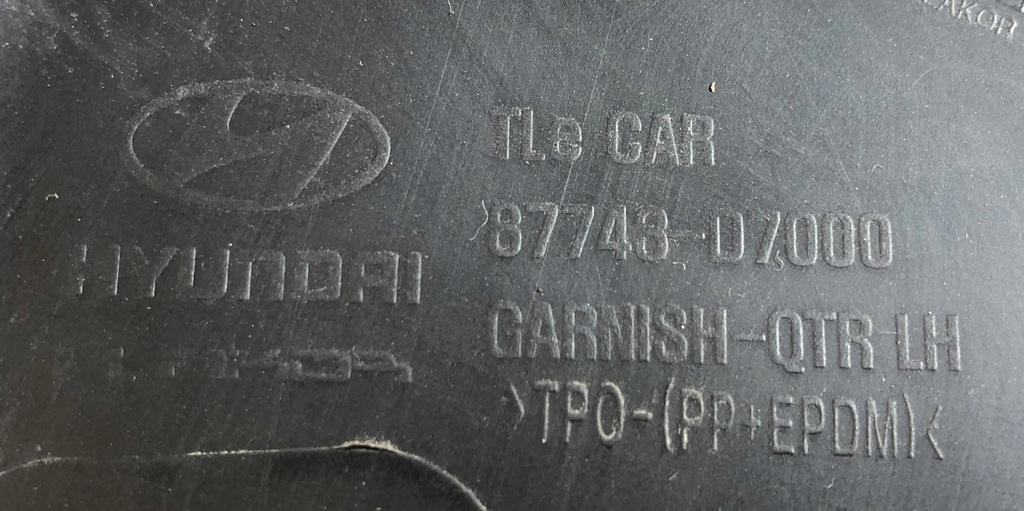 TLe CAR
87743-D7000
HYUNDAI
GARNISH-QTR LH
>TPO-(PP+EPDM)<